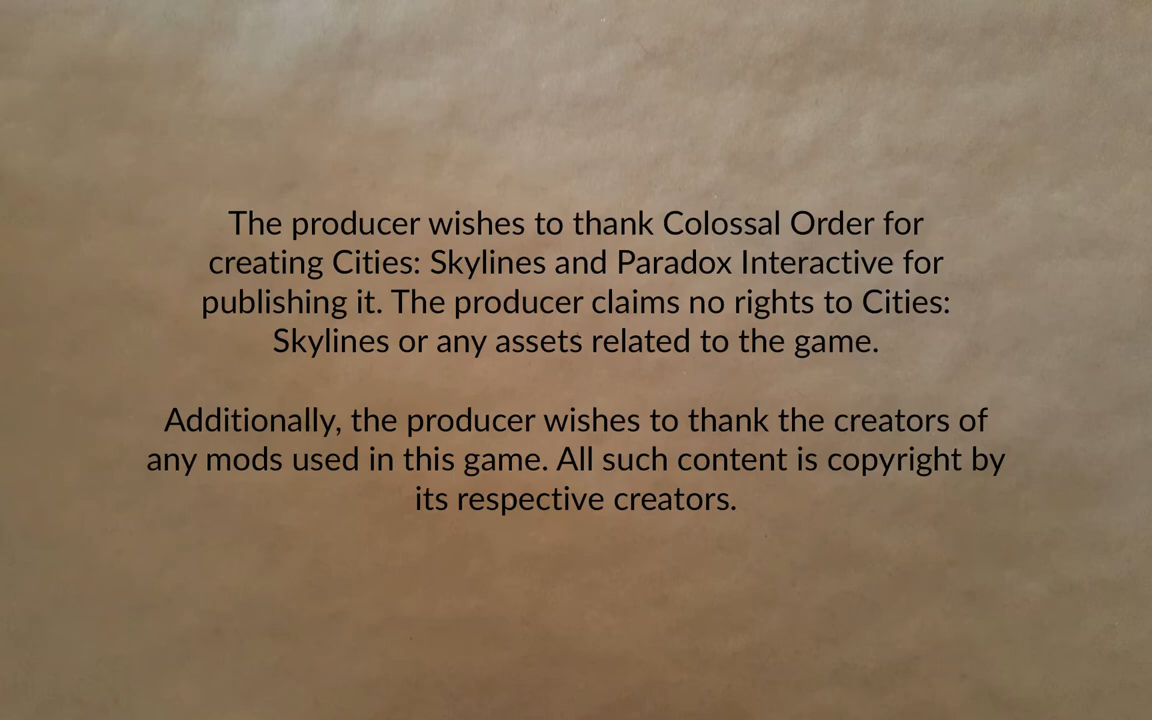 The producer wishes to thank Colossal Order for
creating Cities: Skylines and Paradox Interactive for
publishing it. The producer claims no rights to Cities:
Skylines or any assets related to the game.
Additionally, the producer wishes to thank the creators of
any mods used in this game. All such content is copyright by
its respective creators.